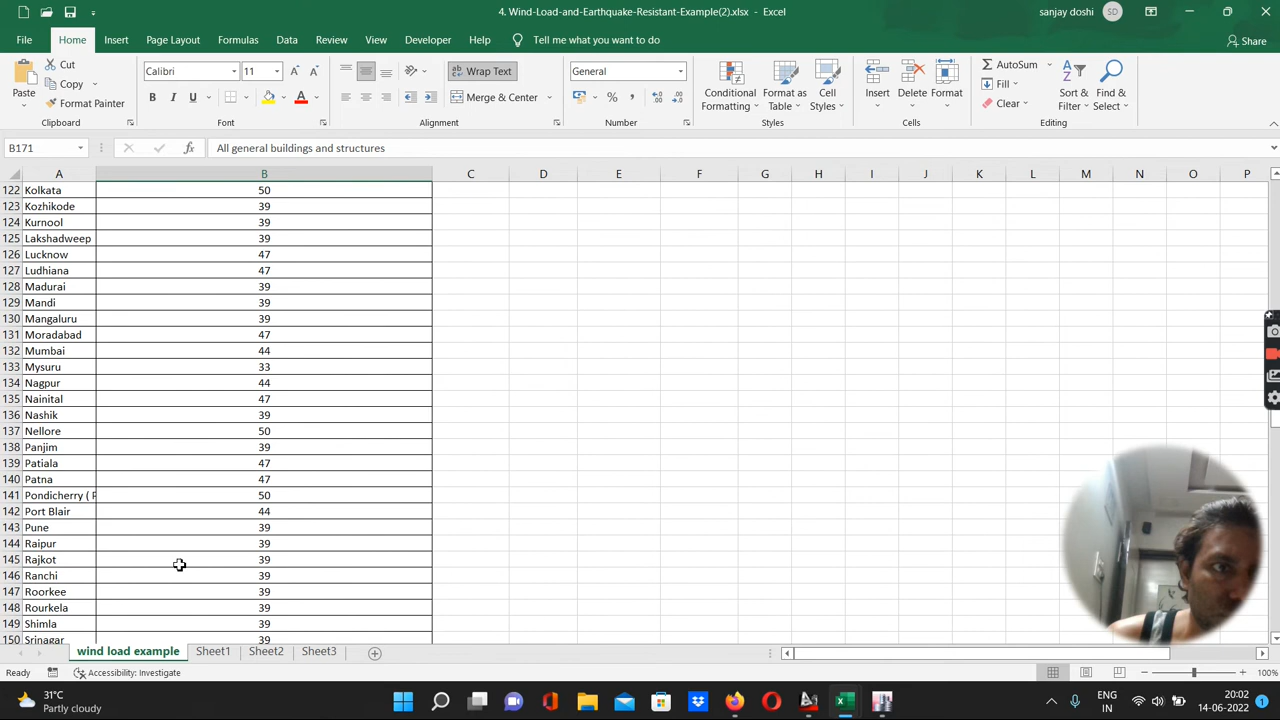 4. Wind-Load-and-Earthquake-Resistant-Example(2).xlsx - Excel
sanjay doshi
SD
File Home Insert Page Layout Formulas Data Review View Developer Help Tell me what you want to do Share
Cut
Copy
Format Painter
Paste
Clipboard
Calibri 11
B I U
Font
ab Wrap Text
Merge & Center
Alignment
General
%
Number
Conditional Formatting
Format as Table
Cell Styles
Styles
Insert Delete Format
Cells
AutoSum
Fill
Clear
Sort & Filter
Find & Select
Editing
B171 fx All general buildings and structures
A B C D E F G H I J K L M N O P
122 Kolkata 50
123 Kozhikode 39
124 Kurnool 39
125 Lakshadweep 39
126 Lucknow 47
127 Ludhiana 47
128 Madurai 39
129 Mandi 39
130 Mangaluru 39
131 Moradabad 47
132 Mumbai 44
133 Mysuru 33
134 Nagpur 44
135 Nainital 47
136 Nashik 39
137 Nellore 50
138 Panjim 39
139 Patiala 47
140 Patna 47
141 Pondicherry ( P 50
142 Port Blair 44
143 Pune 39
144 Raipur 39
145 Rajkot 39
146 Ranchi 39
147 Roorkee 39
148 Rourkela 39
149 Shimla 39
150 Srinagar 39
wind load example Sheet1 Sheet2 Sheet3
Ready Accessibility: Investigate 100%
31°C
Partly cloudy
ENG
IN
20:02
14-06-2022
1